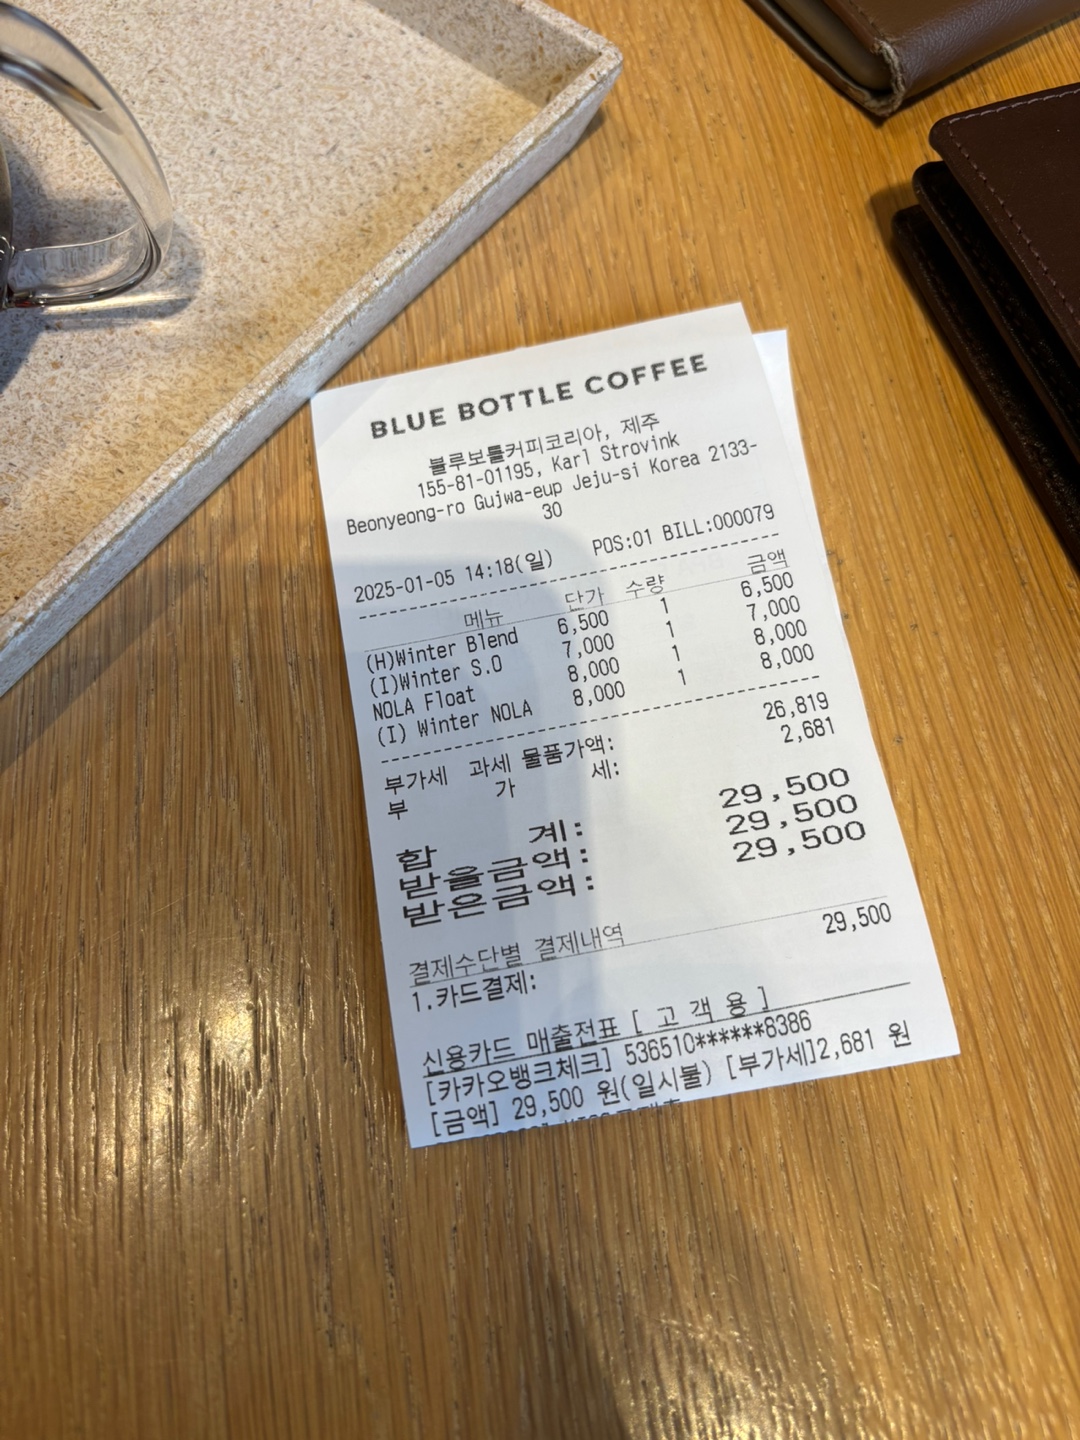 BLUE BOTTLE COFFEE
블루보틀커피코리아, 제주
155-81-01195, Karl Strovink
Beonyeong-ro Gujwa-eup Jeju-si Korea 2133-
30
2025-01-05 14:18(일) POS:01 BILL:000079
메뉴 단가 수량 금액
(H)Winter Blend 6,500 1 6,500
(I)Winter S.O 7,000 1 7,000
NOLA Float 8,000 1 8,000
(I) Winter NOLA 8,000 1 8,000
부가세 과세 물품가액: 26,819
부 가 세: 2,681
합 계: 29,500
받을금액: 29,500
받은금액: 29,500
결제수단별 결제내역
1.카드결제: 29,500
신용카드 매출전표 [ 고 객 용 ]
[카카오뱅크체크] 536510******8386
[금액] 29,500 원(일시불) [부가세]2,681 원